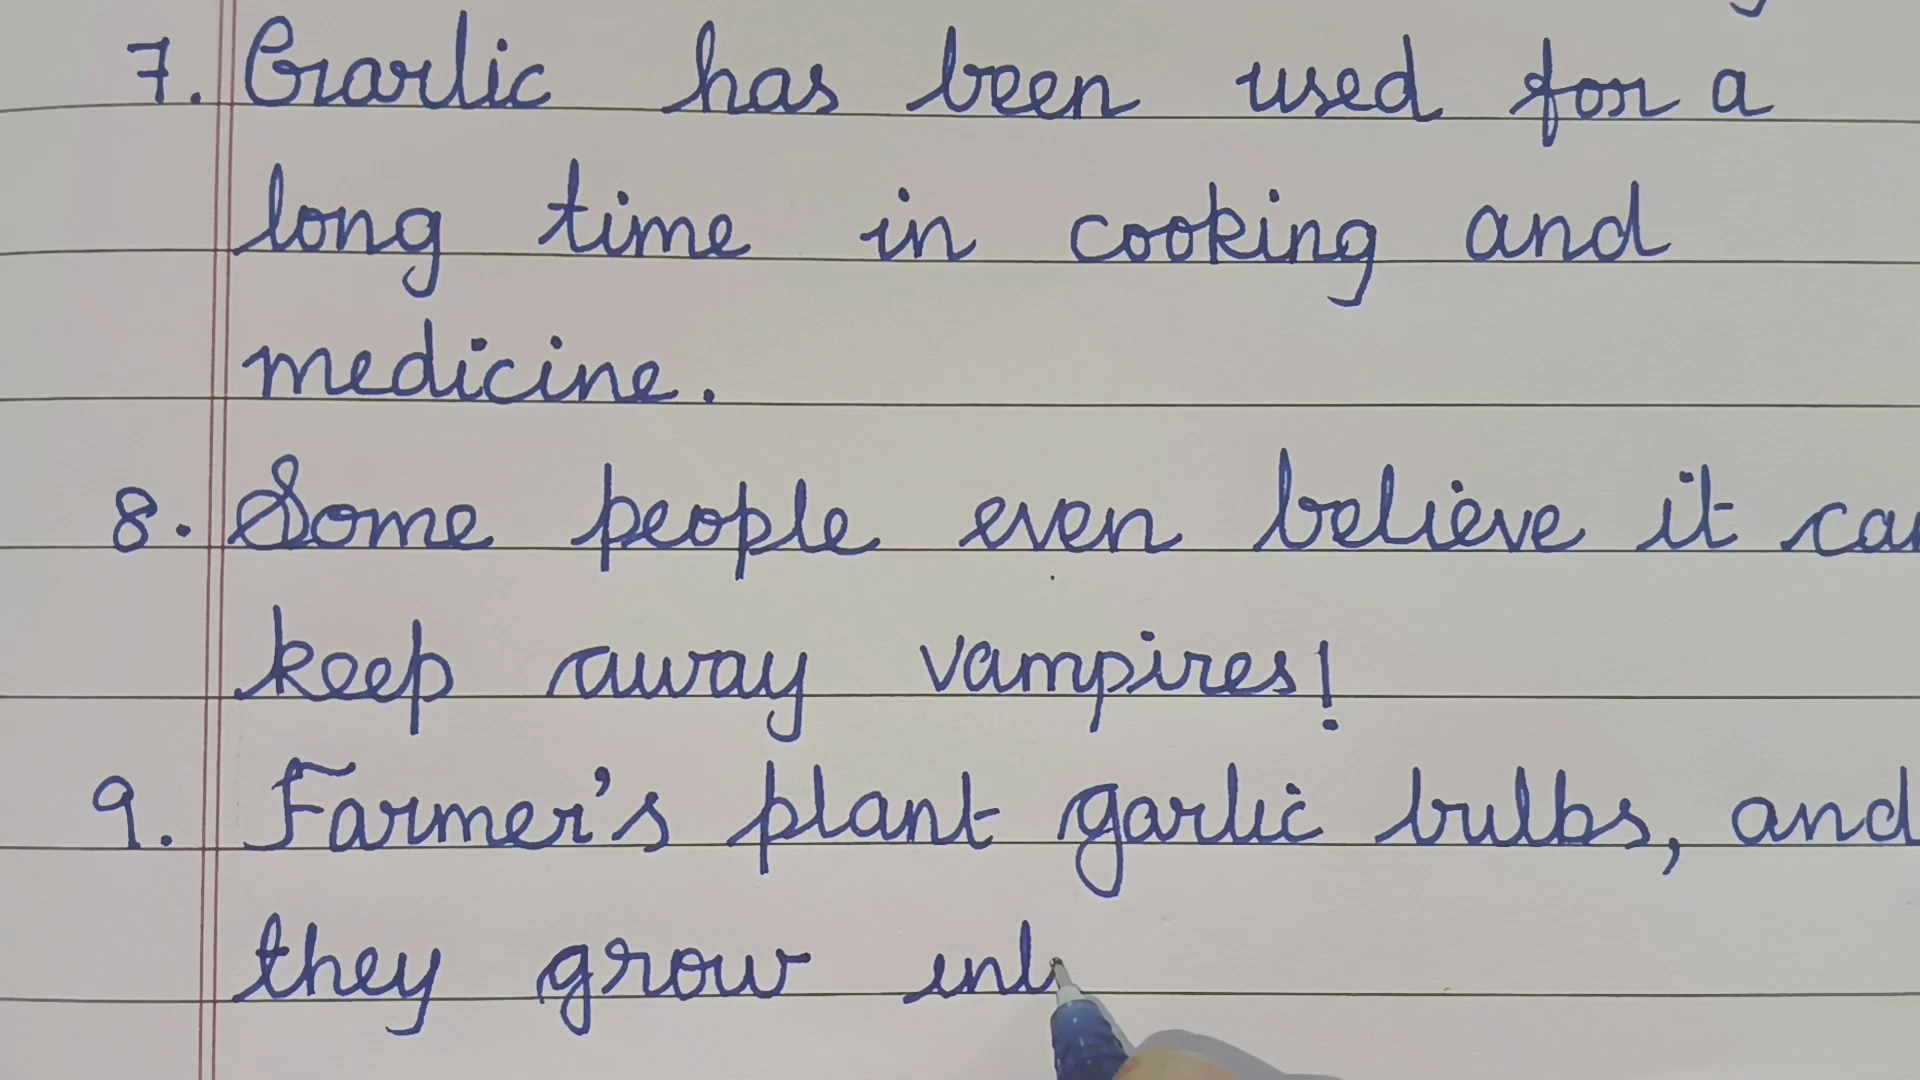 7. Garlic has been used for a
long time in cooking and
medicine.
8. Some people even believe it
keep away vampires!
9. Farmer's plant garlic bulbs, and
they grow